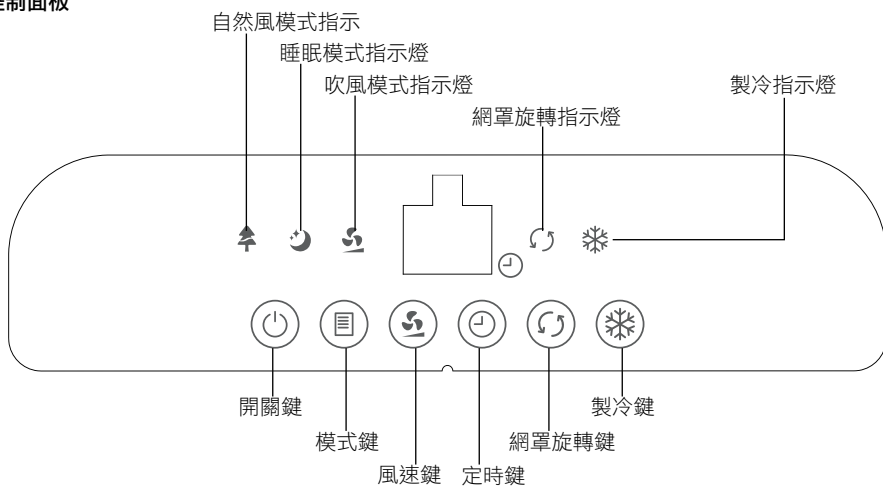 制面板
自然風模式指示
睡眠模式指示燈
吹風模式指示燈
製冷指示燈
網罩旋轉指示燈
開關鍵
製冷鍵
模式鍵
網罩旋轉鍵
風速鍵
定時鍵